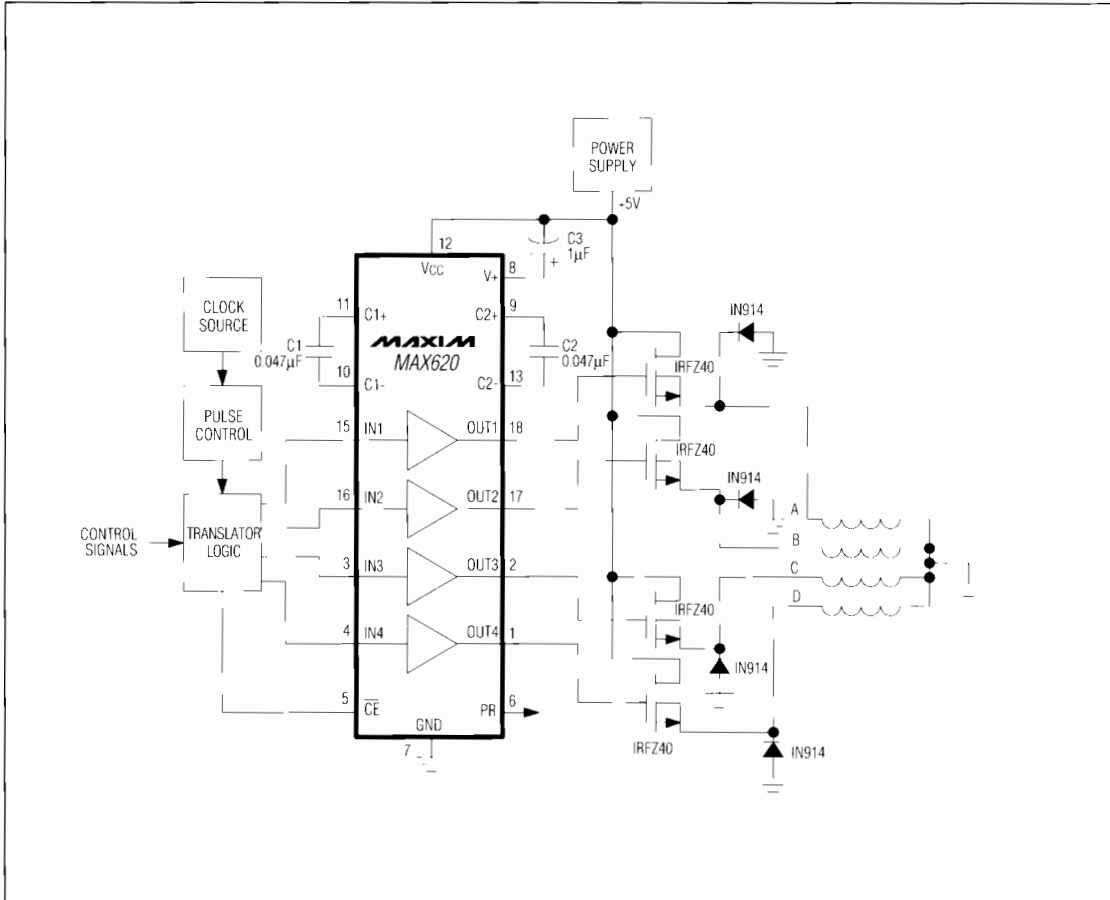 POWER
SUPPLY
+5V
12
VCC
C3
1µF
+
V+
8
CLOCK
SOURCE
11
C1+
C2+
9
C1
0.047µF
MAXIM
MAX620
C2
0.047µF
10
C1-
C2-
13
IN914
IRFZ40
PULSE
CONTROL
15
IN1
OUT1
18
IRFZ40
IN914
16
IN2
OUT2
17
A
CONTROL
SIGNALS
TRANSLATOR
LOGIC
B
3
IN3
OUT3
2
C
D
IRFZ40
4
IN4
OUT4
1
IN914
5
CE
PR
6
GND
7
IRFZ40
IN914